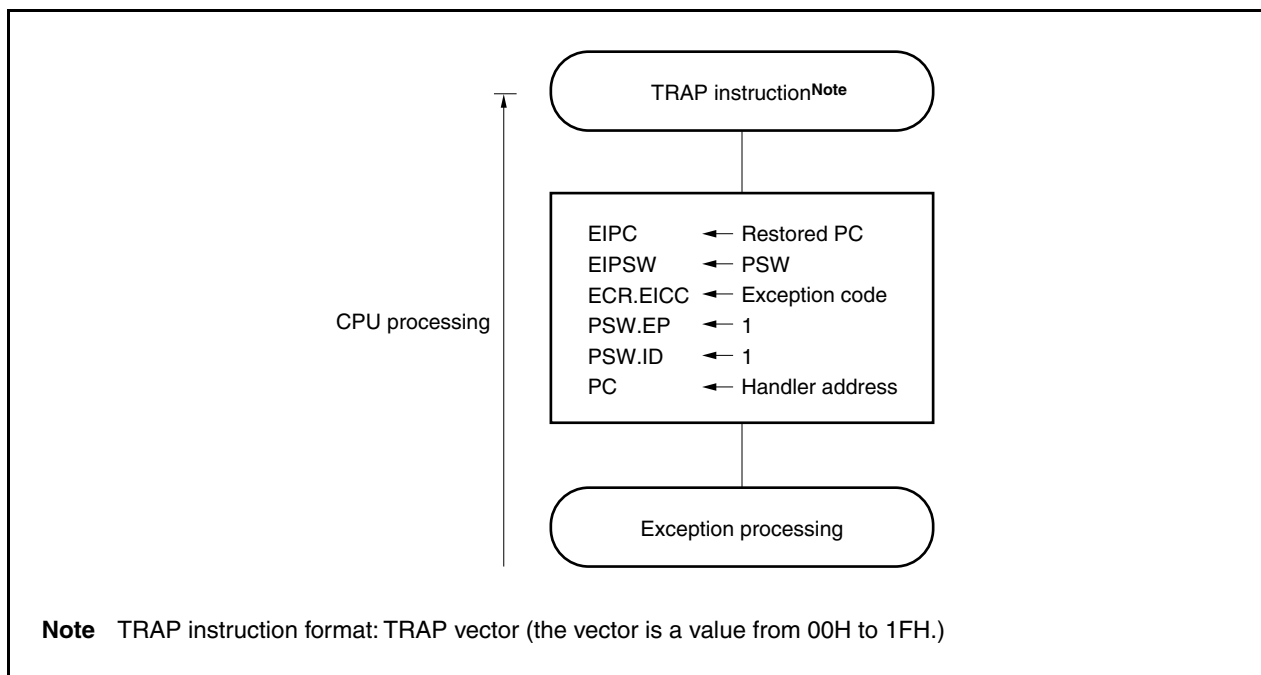 TRAP instructionNote
CPU processing
EIPC ← Restored PC
EIPSW ← PSW
ECR.EICC ← Exception code
PSW.EP ← 1
PSW.ID ← 1
PC ← Handler address
Exception processing
Note TRAP instruction format: TRAP vector (the vector is a value from 00H to 1FH.)